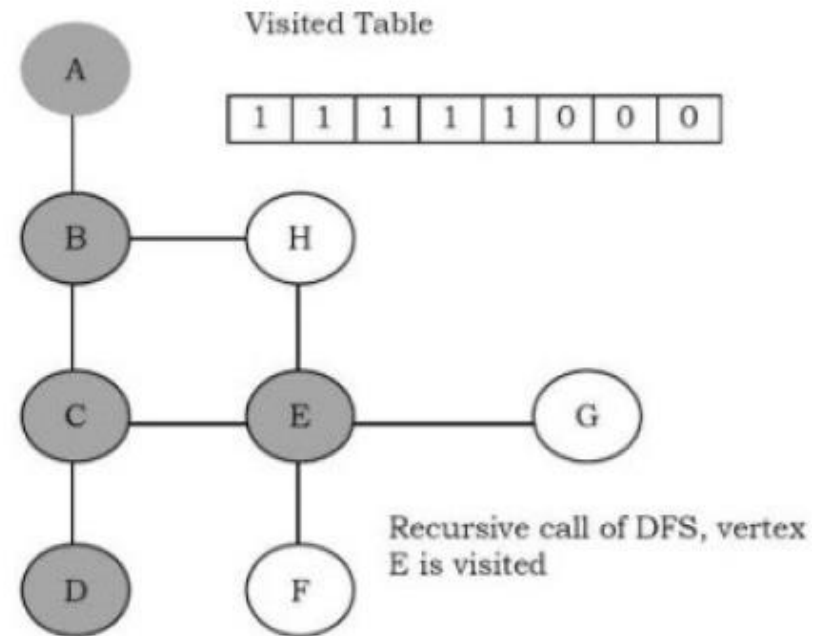 Visited Table
A
1 1 1 1 1 0 0 0
B H
C E G
Recursive call of DFS, vertex
E is visited
D F